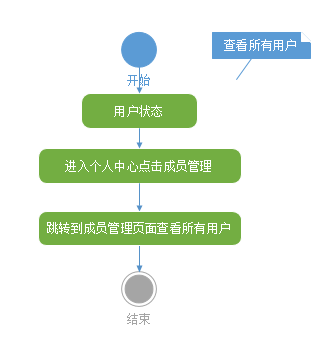 查看所有用户
开始
用户状态
进入个人中心点击成员管理
跳转到成员管理页面查看所有用户
结束